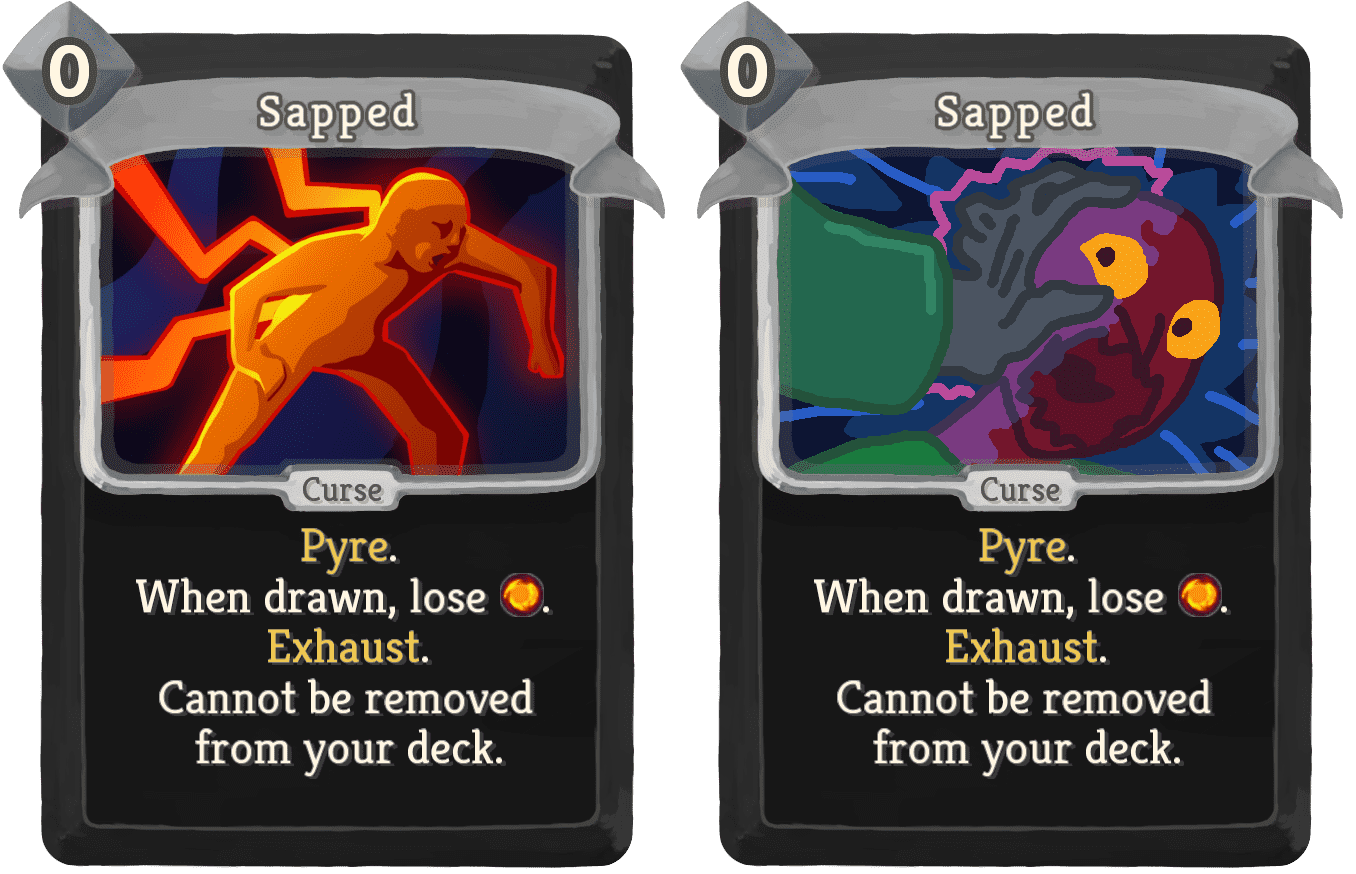 0
Sapped
Curse
Pyre.
When drawn, lose .
Exhaust.
Cannot be removed
from your deck.
0
Sapped
Curse
Pyre.
When drawn, lose .
Exhaust.
Cannot be removed
from your deck.